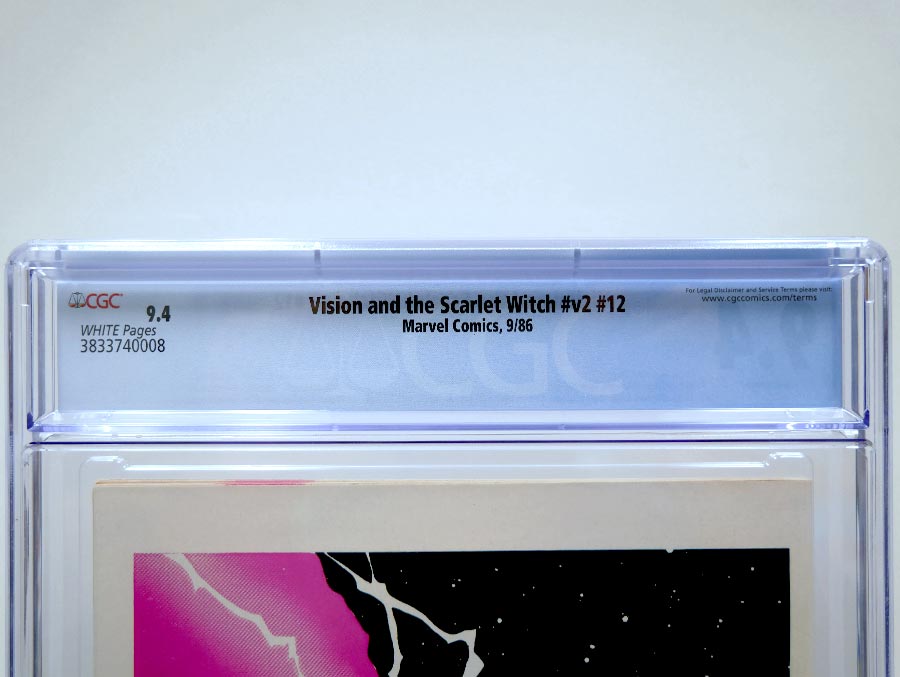 CGC
9.4
WHITE Pages
3833740008
Vision and the Scarlet Witch #v2 #12
Marvel Comics, 9/86
For Legal Disclaimer and Service Terms please visit:
www.cgccomics.com/terms
CGC